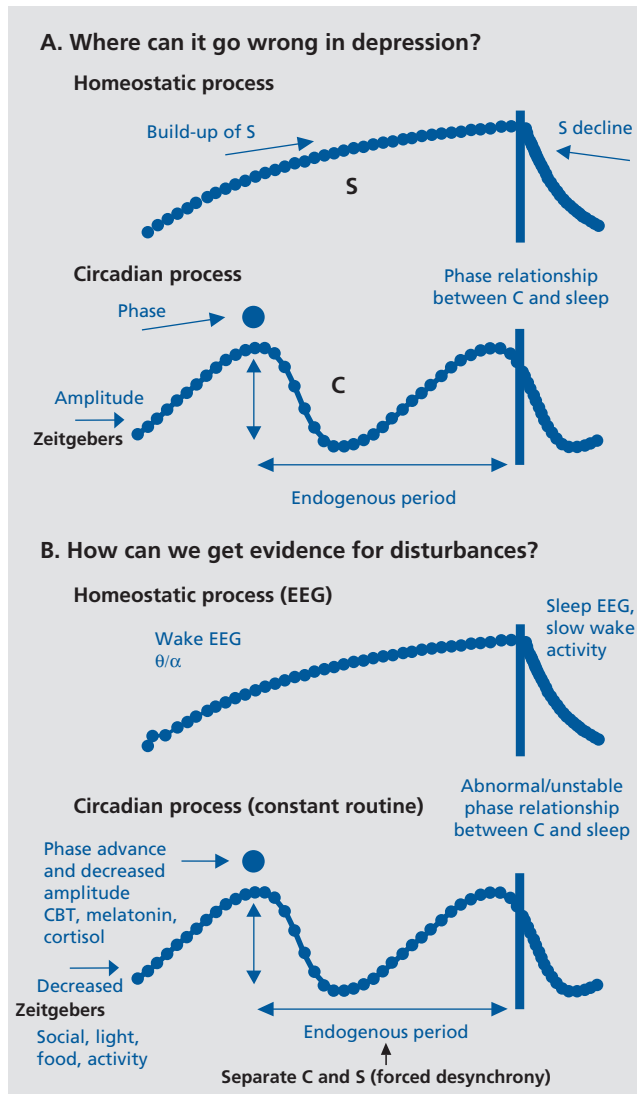 A. Where can it go wrong in depression?
Homeostatic process
Build-up of S
S decline
S
Circadian process
Phase relationship
between C and sleep
Phase
C
Amplitude
Zeitgebers
Endogenous period
B. How can we get evidence for disturbances?
Homeostatic process (EEG)
Sleep EEG,
slow wake
activity
Wake EEG
θ/α
Abnormal/unstable
phase relationship
between C and sleep
Circadian process (constant routine)
Phase advance
and decreased
amplitude
CBT, melatonin,
cortisol
Decreased
Zeitgebers
Social, light,
food, activity
Endogenous period
Separate C and S (forced desynchrony)